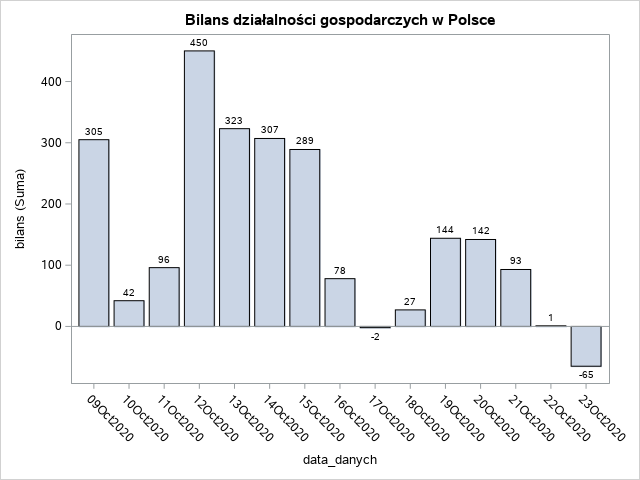 Bilans działalności gospodarczych w Polsce
bilans (Suma)
400
300
200
100
0
305
42
96
450
323
307
289
78
-2
27
144
142
93
1
-65
09Oct2020
10Oct2020
11Oct2020
12Oct2020
13Oct2020
14Oct2020
15Oct2020
16Oct2020
17Oct2020
18Oct2020
19Oct2020
20Oct2020
21Oct2020
22Oct2020
23Oct2020
data_danych